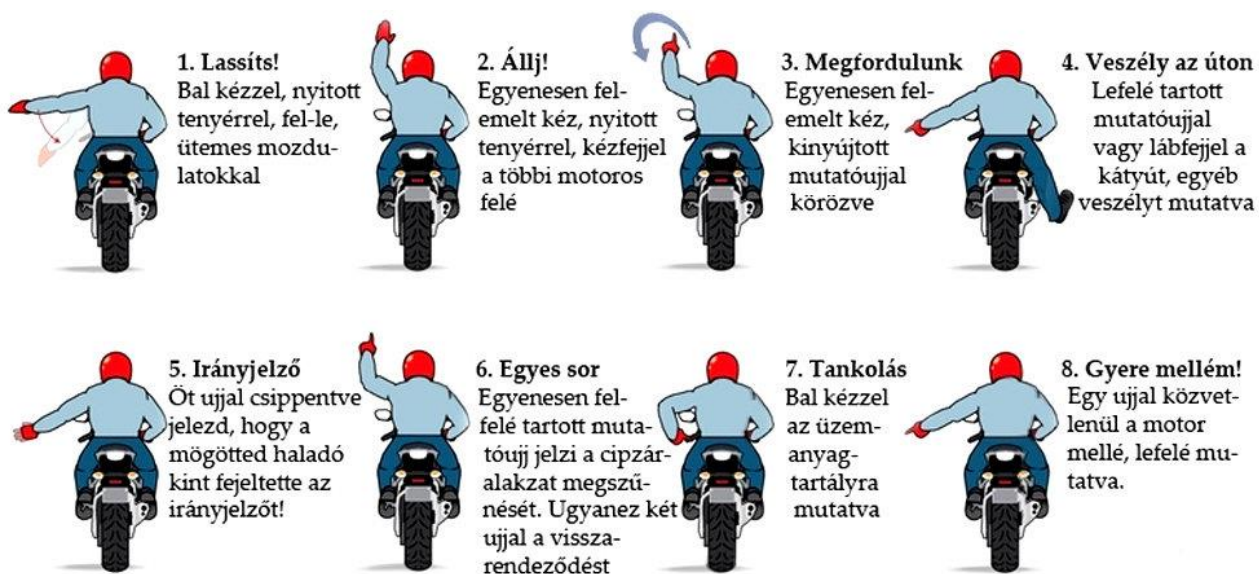 1. Lassíts!
Bal kézzel, nyitott
tenyérrel, fel-le,
ütemes mozdu-
latokkal
2. Állj!
Egyenesen fel-
emelt kéz, nyitott
tenyérrel, kézfejjel
a többi motoros
felé
3. Megfordulunk
Egyenesen fel-
emelt kéz,
kinyújtott
mutatóujjal
körözve
4. Veszély az úton
Lefelé tartott
mutatóujjal
vagy lábfejjel a
kátyút, egyéb
veszélyt mutatva
5. Irányjelző
Öt ujjal csippentve
jelezd, hogy a
mögötted haladó
kint fejeltette az
irányjelzőt!
6. Egyes sor
Egyenesen fel-
felé tartott muta-
tóujj jelzi a cipzár-
alakzat megszű-
nését. Ugyanez két
ujjal a vissza-
rendeződést
7. Tankolás
Bal kézzel
az üzem-
anyag-
tartályra
mutatva
8. Gyere mellém!
Egy ujjal közvet-
lenül a motor
mellé, lefelé mu-
tatva.